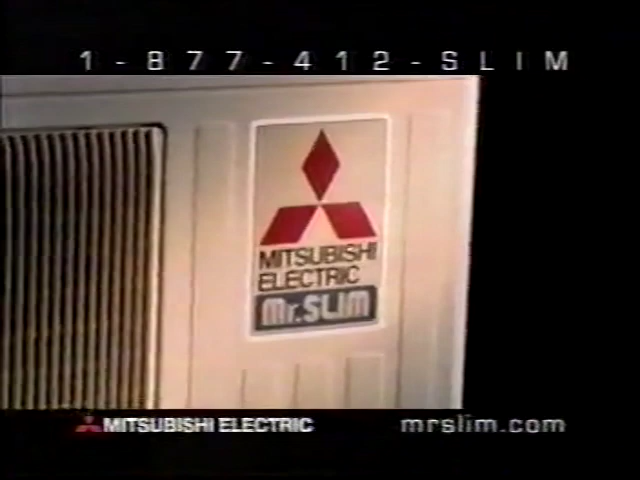 1-877-412-SLIM
MITSUBISHI
ELECTRIC
Mr.SLIM
MITSUBISHI ELECTRIC
mrslim.com